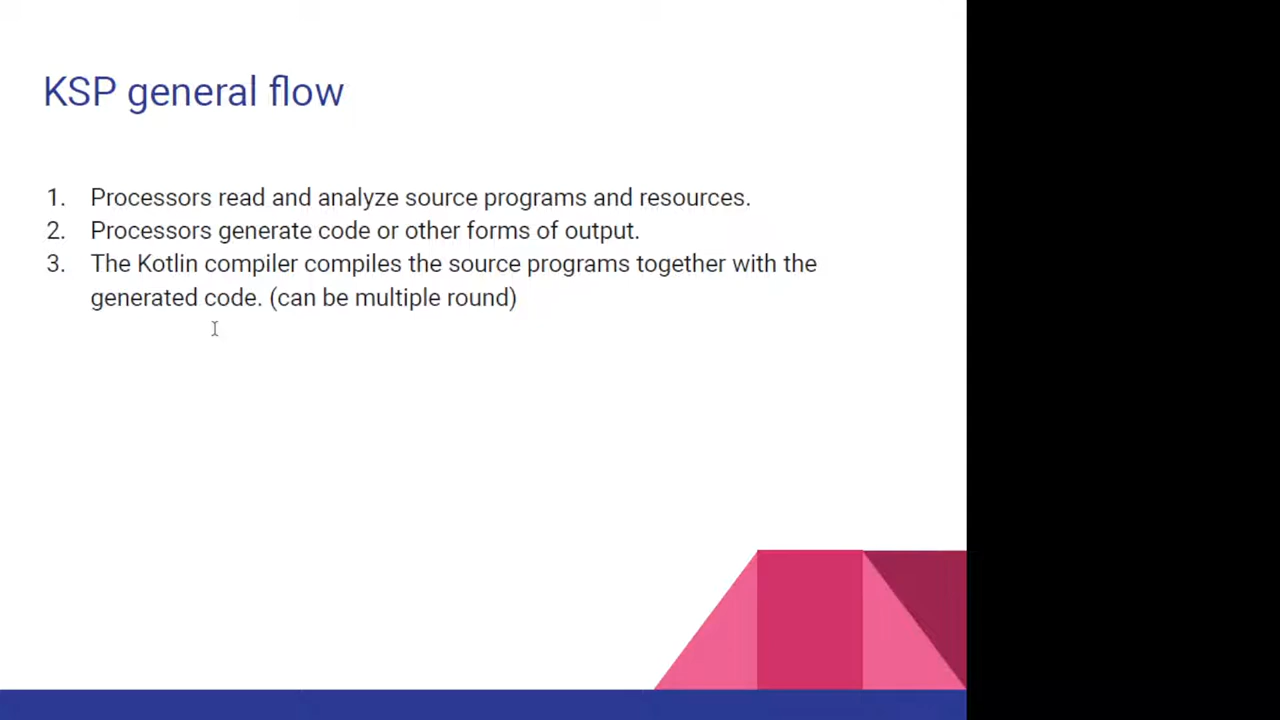 KSP general flow
1. Processors read and analyze source programs and resources.
2. Processors generate code or other forms of output.
3. The Kotlin compiler compiles the source programs together with the
generated code. (can be multiple round)